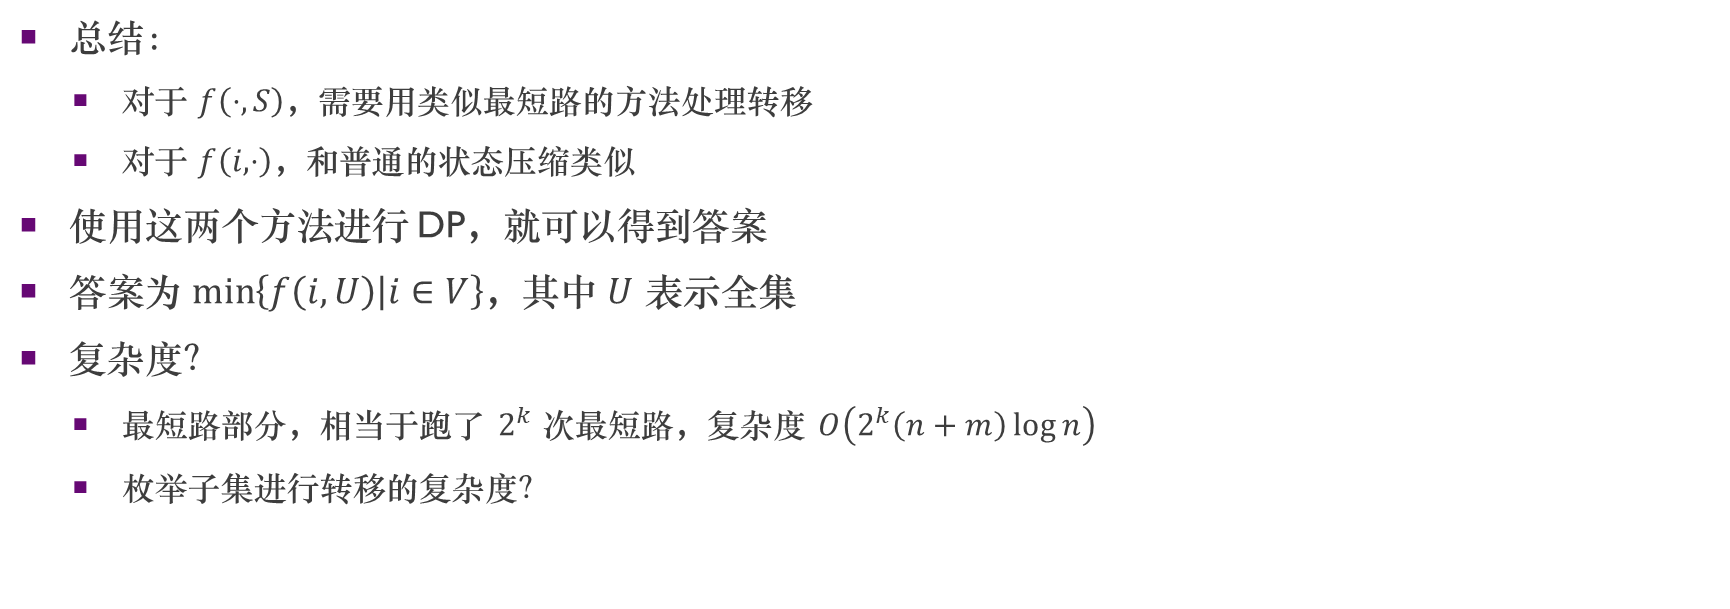 总结：
对于 f(·,S)，需要用类似最短路的方法处理转移
对于 f(i,·)，和普通的状态压缩类似
使用这两个方法进行 DP，就可以得到答案
答案为 min{f(i,U)|i ∈ V}，其中 U 表示全集
复杂度？
最短路部分，相当于跑了 2^k 次最短路，复杂度 O(2^k(n + m) log n)
枚举子集进行转移的复杂度？